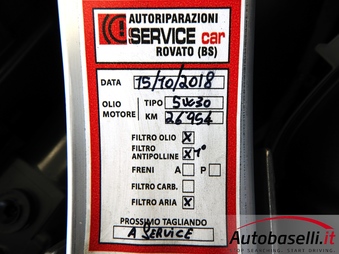 AUTORIPARAZIONI
SERVICE car
ROVATO (BS)
DATA 15/10/2018
OLIO MOTORE TIPO 5W30
KM 26954
FILTRO OLIO X
FILTRO ANTIPOLLINE X 1°
FRENI A P
FILTRO CARB.
FILTRO ARIA X
PROSSIMO TAGLIANDO
A SERVICE
Autobaselli.it